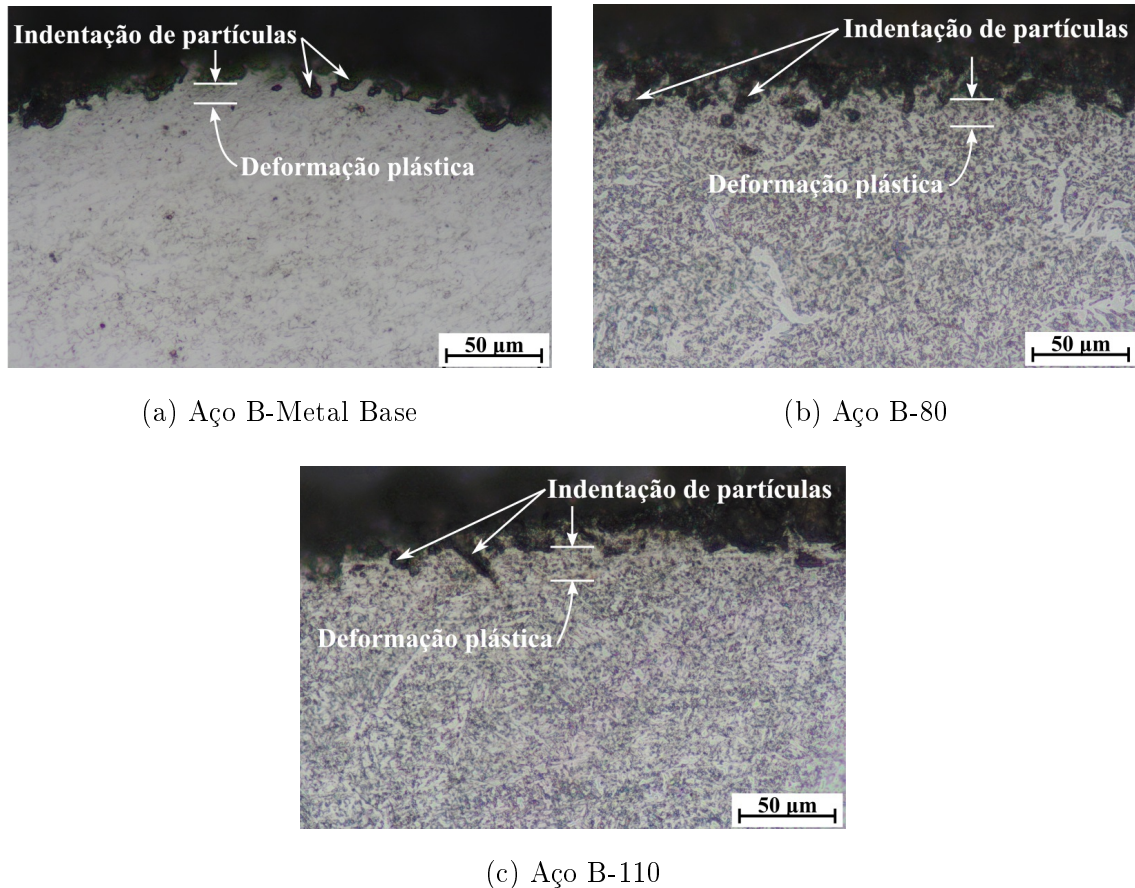 Indentação de partículas
Deformação plástica
50 µm
(a) Aço B-Metal Base
Indentação de partículas
Deformação plástica
50 µm
(b) Aço B-80
Indentação de partículas
Deformação plástica
50 µm
(c) Aço B-110